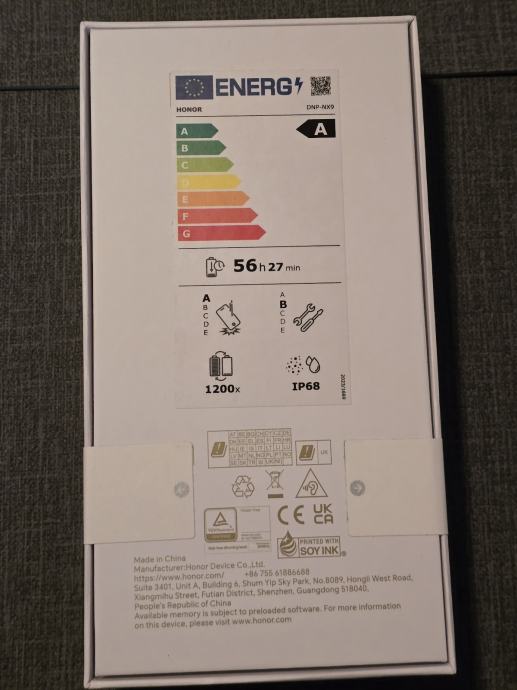 ENERG
HONOR DNP-NX9
A
A
B
C
D
E
F
G
56 h 27 min
A
B
C
D
E
A
B
C
D
E
1200x
IP68
2023/1669
UK
CE
UK
CA
PRINTED WITH
SOY INK
Made in China
Manufacturer:Honor Device Co.,Ltd.
https://www.honor.com/ +86 755 61886688
Suite 3401, Unit A, Building 6, Shum Yip Sky Park, No.8089, Hongli West Road,
Xiangmihu Street, Futian District, Shenzhen, Guangdong 518040,
People's Republic of China
Available memory is subject to preloaded software. For more information
on this device, please visit www.honor.com